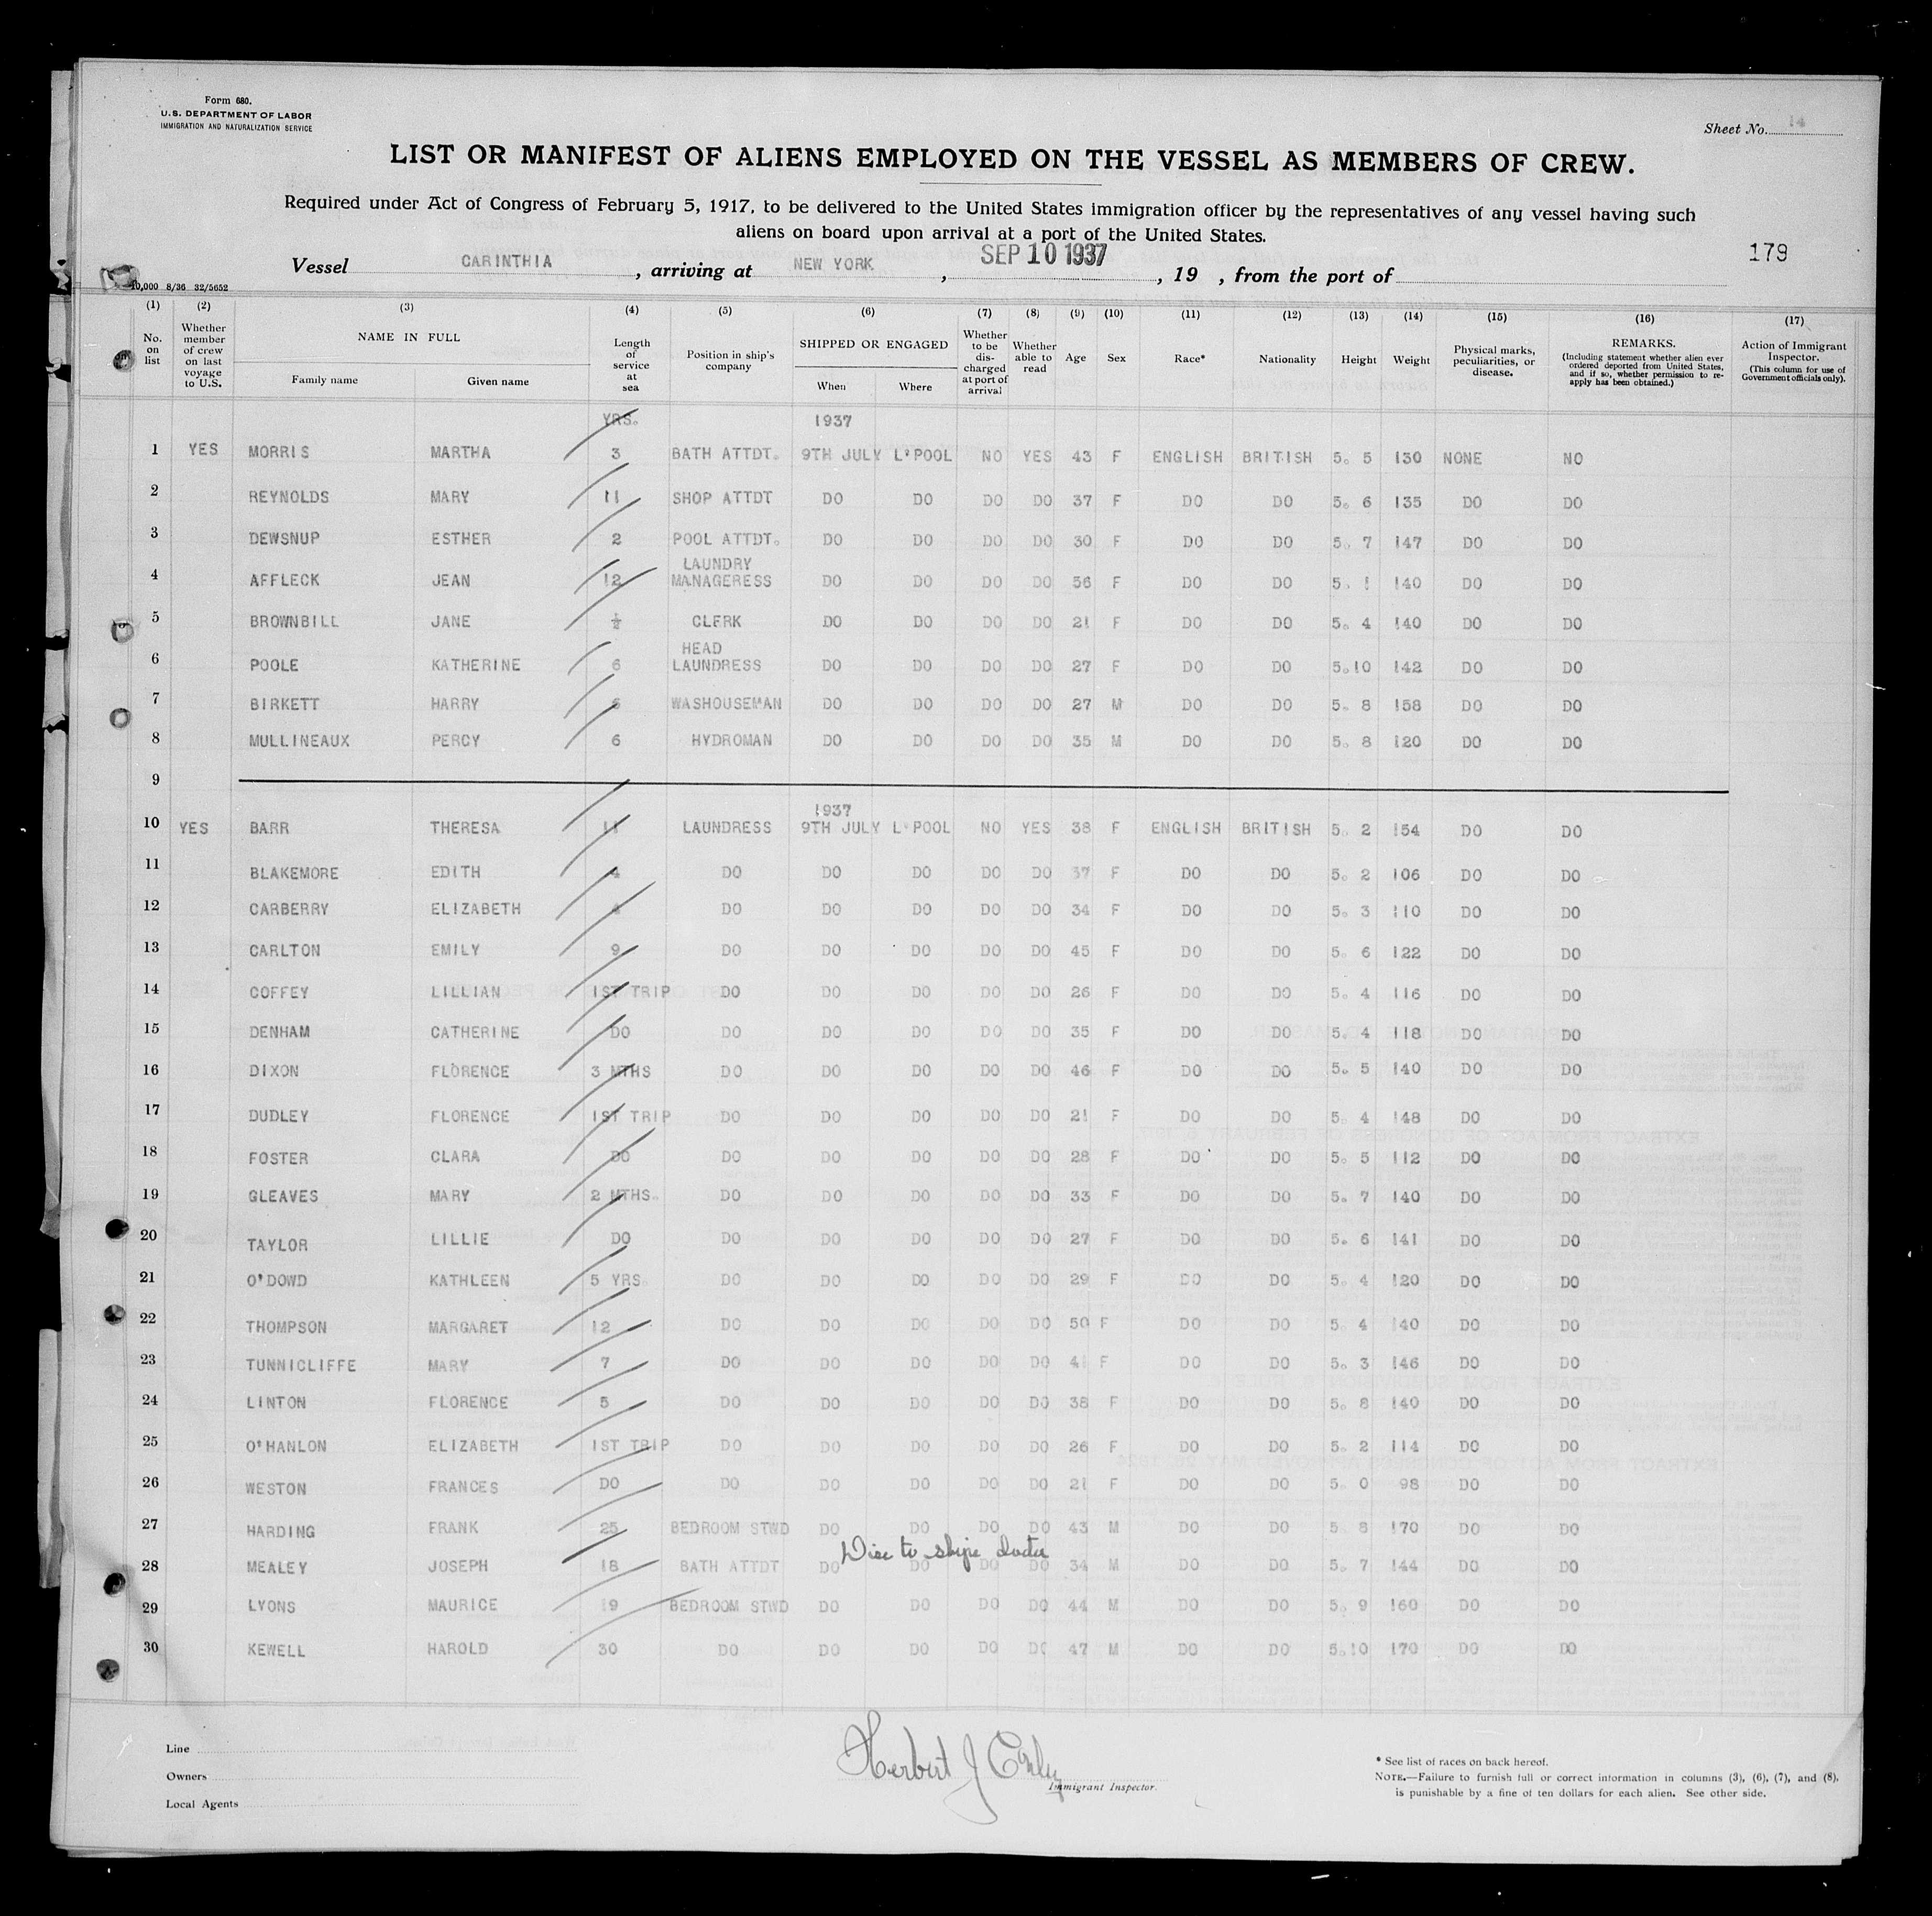 Form 680.
U.S. DEPARTMENT OF LABOR
IMMIGRATION AND NATURALIZATION SERVICE
Sheet No. 14
LIST OR MANIFEST OF ALIENS EMPLOYED ON THE VESSEL AS MEMBERS OF CREW.
Required under Act of Congress of February 5, 1917, to be delivered to the United States immigration officer by the representatives of any vessel having such
aliens on board upon arrival at a port of the United States.
179
Vessel CARINTHIA, arriving at NEW YORK, SEP 10 1937, 19 , from the port of
10,000 8/36 32/5652
(1) (2) (3) (4) (5) (6) (7) (8) (9) (10) (11) (12) (13) (14) (15) (16) (17)
No. on list
Whether member of crew on last voyage to U.S.
NAME IN FULL
Family name Given name
Length of service at sea
Position in ship's company
SHIPPED OR ENGAGED
When Where
Whether to be discharged at port of arrival
Whether able to read
Age Sex Race* Nationality Height Weight
Physical marks, peculiarities, or disease.
REMARKS.
(Including statement whether alien ever ordered deported from United States, and if so, whether permission to reapply has been obtained.)
Action of Immigrant Inspector.
(This column for use of Government officials only).
YRS. 1937
1 YES MORRIS MARTHA 3 BATH ATTDT. 9TH JULY L'POOL NO YES 43 F ENGLISH BRITISH 5. 5 130 NONE NO
2 REYNOLDS MARY 11 SHOP ATTDT DO DO DO DO 37 F DO DO 5. 6 135 DO DO
3 DEWSNUP ESTHER 2 POOL ATTDT. DO DO DO DO 30 F DO DO 5. 7 147 DO DO
4 AFFLECK JEAN 12 LAUNDRY MANAGERESS DO DO DO DO 56 F DO DO 5. 1 140 DO DO
5 BROWNBILL JANE ½ CLERK DO DO DO DO 21 F DO DO 5. 4 140 DO DO
6 POOLE KATHERINE 6 HEAD LAUNDRESS DO DO DO DO 27 F DO DO 5.10 142 DO DO
7 BIRKETT HARRY WASHOUSEMAN DO DO DO DO 27 M DO DO 5. 8 158 DO DO
8 MULLINEAUX PERCY 6 HYDROMAN DO DO DO DO 35 M DO DO 5. 8 120 DO DO
9
1937
10 YES BARR THERESA 11 LAUNDRESS 9TH JULY L'POOL NO YES 38 F ENGLISH BRITISH 5. 2 154 DO DO
11 BLAKEMORE EDITH 4 DO DO DO DO DO 37 F DO DO 5. 2 106 DO DO
12 CARBERRY ELIZABETH DO DO DO DO DO 34 F DO DO 5. 3 110 DO DO
13 CARLTON EMILY 9 DO DO DO DO DO 45 F DO DO 5. 6 122 DO DO
14 COFFEY LILLIAN 1ST TRIP DO DO DO DO DO 26 F DO DO 5. 4 116 DO DO
15 DENHAM CATHERINE DO DO DO DO DO DO 35 F DO DO 5. 4 118 DO DO
16 DIXON FLORENCE 3 MTHS DO DO DO DO DO 46 F DO DO 5. 5 140 DO DO
17 DUDLEY FLORENCE 1ST TRIP DO DO DO DO DO 21 F DO DO 5. 4 148 DO DO
18 FOSTER CLARA DO DO DO DO DO DO 28 F DO DO 5. 5 112 DO DO
19 GLEAVES MARY 2 MTHS. DO DO DO DO DO 33 F DO DO 5. 7 140 DO DO
20 TAYLOR LILLIE DO DO DO DO DO DO 27 F DO DO 5. 6 141 DO DO
21 O'DOWD KATHLEEN 5 YRS. DO DO DO DO DO 29 F DO DO 5. 4 120 DO DO
22 THOMPSON MARGARET 12 DO DO DO DO DO 50 F DO DO 5. 4 140 DO DO
23 TUNNICLIFFE MARY 7 DO DO DO DO DO 41 F DO DO 5. 3 146 DO DO
24 LINTON FLORENCE 5 DO DO DO DO DO 38 F DO DO 5. 8 140 DO DO
25 O'HANLON ELIZABETH 1ST TRIP DO DO DO DO DO 26 F DO DO 5. 2 114 DO DO
26 WESTON FRANCES DO DO DO DO DO DO 21 F DO DO 5. 0 98 DO DO
27 HARDING FRANK 25 BEDROOM STWD DO DO DO DO 43 M DO DO 5. 8 170 DO DO
to ships
28 MEALEY JOSEPH 18 BATH ATTDT DO DO DO DO 34 M DO DO 5. 7 144 DO DO
29 LYONS MAURICE 19 BEDROOM STWD DO DO DO DO 44 M DO DO 5. 9 160 DO DO
30 KEWELL HAROLD 30 DO DO DO DO DO 47 M DO DO 5.10 170 DO DO
Line
Owners
Local Agents
Herbert J
Immigrant Inspector.
* See list of races on back hereof.
NOTE.—Failure to furnish full or correct information in columns (3), (6), (7), and (8),
is punishable by a fine of ten dollars for each alien. See other side.